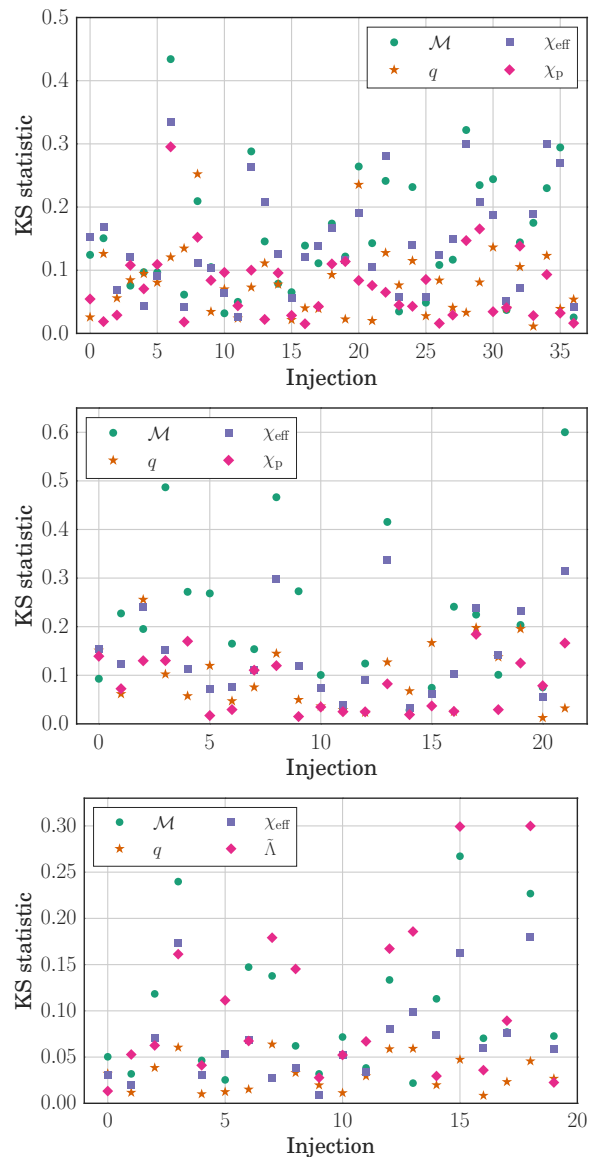 0.5
0.4
0.3
0.2
0.1
0.0
KS statistic
ℳ χeff
q χp
0 5 10 15 20 25 30 35
Injection
0.6
0.5
0.4
0.3
0.2
0.1
0.0
KS statistic
ℳ χeff
q χp
0 5 10 15 20
Injection
0.30
0.25
0.20
0.15
0.10
0.05
0.00
KS statistic
ℳ χeff
q Λ̃
0 5 10 15 20
Injection